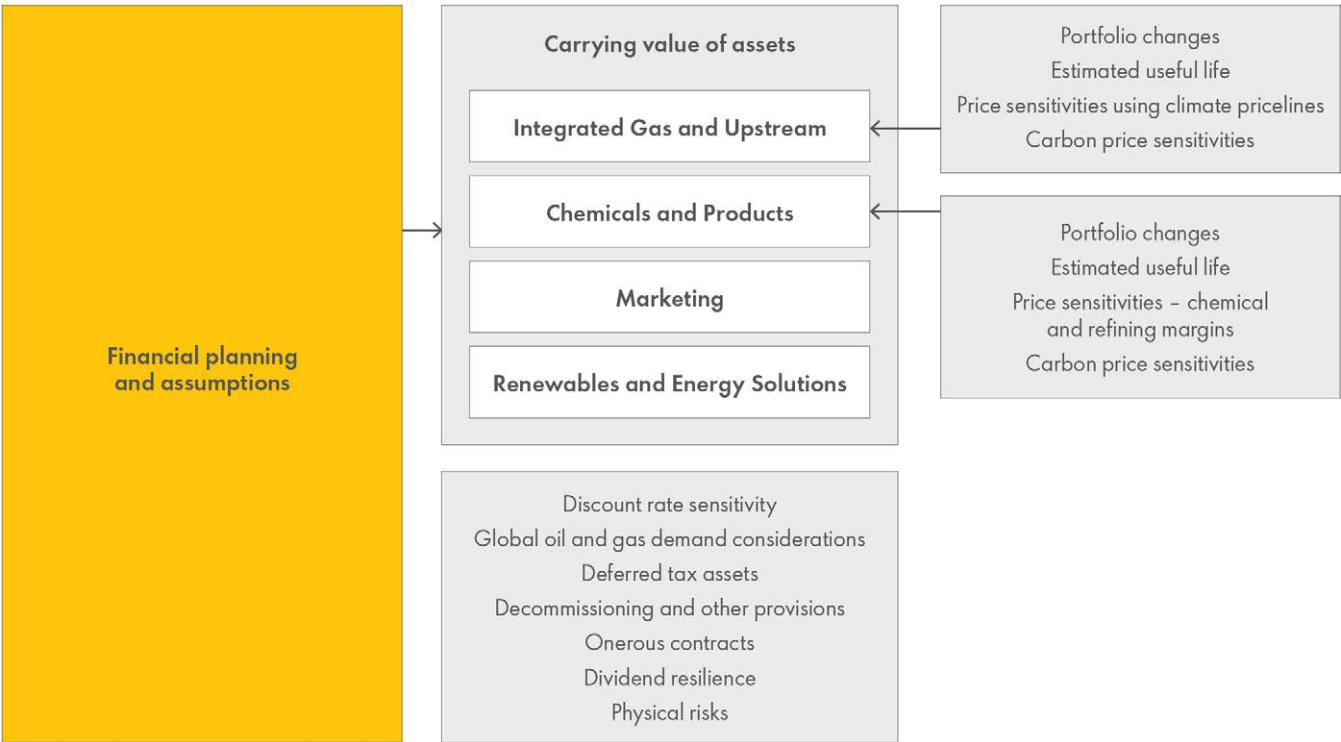 Financial planning
and assumptions
Carrying value of assets
Integrated Gas and Upstream
Chemicals and Products
Marketing
Renewables and Energy Solutions
Discount rate sensitivity
Global oil and gas demand considerations
Deferred tax assets
Decommissioning and other provisions
Onerous contracts
Dividend resilience
Physical risks
Portfolio changes
Estimated useful life
Price sensitivities using climate pricelines
Carbon price sensitivities
Portfolio changes
Estimated useful life
Price sensitivities – chemical
and refining margins
Carbon price sensitivities